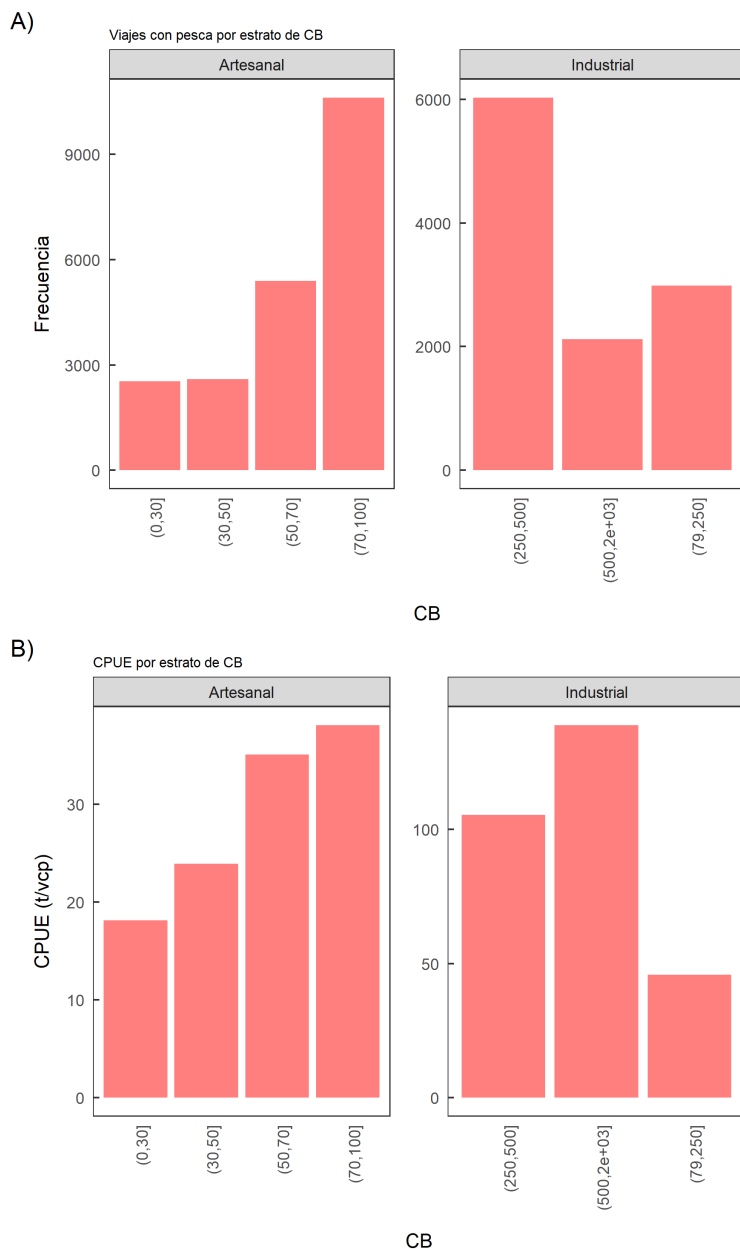 A)
Viajes con pesca por estrato de CB
Artesanal
Industrial
Frecuencia
9000
6000
3000
0
6000
4000
2000
0
(0,30]
(30,50]
(50,70]
(70,100]
(250,500]
(500,2e+03]
(79,250]
CB
B)
CPUE por estrato de CB
Artesanal
Industrial
CPUE (t/vcp)
30
20
10
0
100
50
0
(0,30]
(30,50]
(50,70]
(70,100]
(250,500]
(500,2e+03]
(79,250]
CB